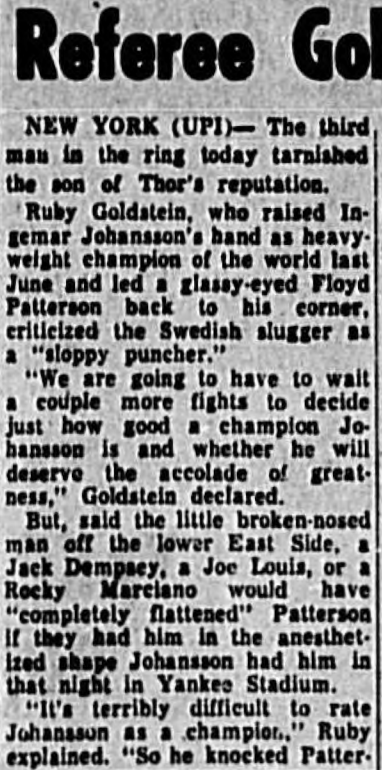 Referee Gol
NEW YORK (UPI)— The third
man in the ring today tarnished
the son of Thor's reputation.
Ruby Goldstein, who raised In-
gemar Johansson's hand as heavy-
weight champion of the world last
June and led a glassy-eyed Floyd
Patterson back to his corner,
criticized the Swedish slugger as
a "sloppy puncher."
"We are going to have to wait
a couple more fights to decide
just how good a champion Jo-
hansson is and whether he will
deserve the accolade of great-
ness," Goldstein declared.
But, said the little broken-nosed
man off the lower East Side, a
Jack Dempsey, a Joe Louis, or a
Rocky Marciano would have
"completely flattened" Patterson
if they had him in the anesthet-
ized shape Johansson had him in
that night in Yankee Stadium.
"It's terribly difficult to rate
Johansson as a champion," Ruby
explained. "So he knocked Patter-